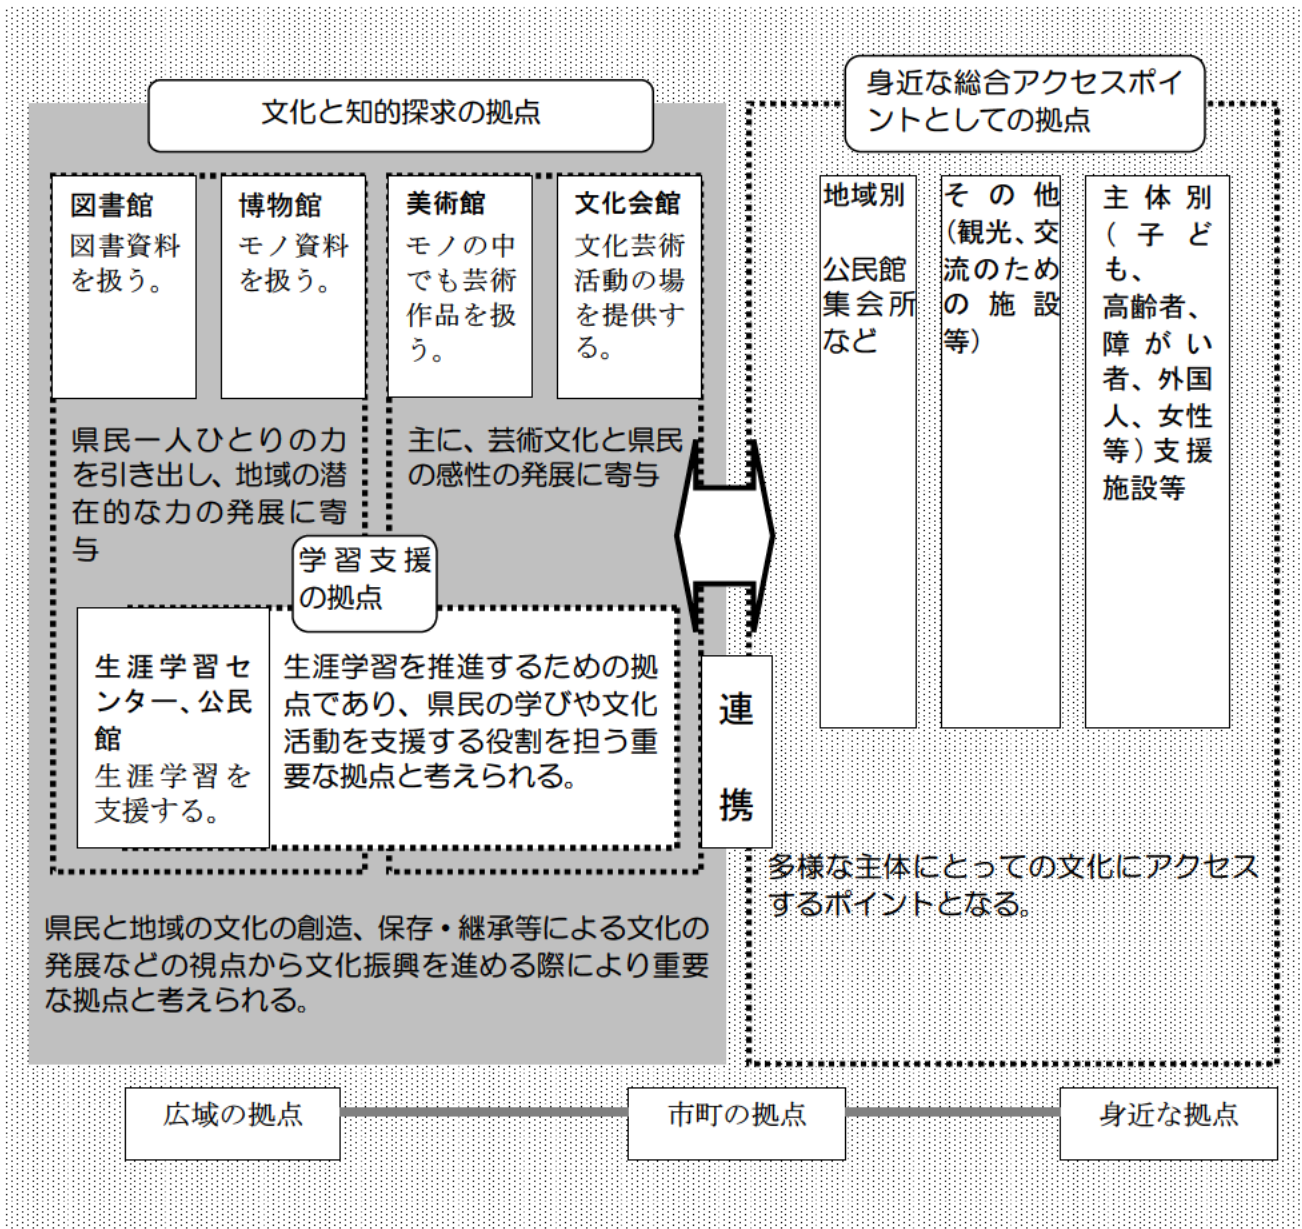 文化と知的探求の拠点
身近な総合アクセスポイ
ントとしての拠点
図書館
図書資料
を扱う。
博物館
モノ資料
を扱う。
美術館
モノの中
でも芸術
作品を扱
う。
文化会館
文化芸術
活動の場
を提供す
る。
県民一人ひとりの力
を引き出し、地域の潜
在的な力の発展に寄
与
主に、芸術文化と県民
の感性の発展に寄与
学習支援
の拠点
生涯学習セ
ンター、公民
館
生涯学習を
支援する。
生涯学習を推進するための拠
点であり、県民の学びや文化
活動を支援する役割を担う重
要な拠点と考えられる。
県民と地域の文化の創造、保存・継承等による文化の
発展などの視点から文化振興を進める際により重要
な拠点と考えられる。
連
携
地域別
公民館
集会所
など
その他
（観光、交
流のため
の施設
等）
主体別
（子ど
も、
高齢者、
障がい
者、外国
人、女性
等）支援
施設等
多様な主体にとっての文化にアクセス
するポイントとなる。
広域の拠点
市町の拠点
身近な拠点